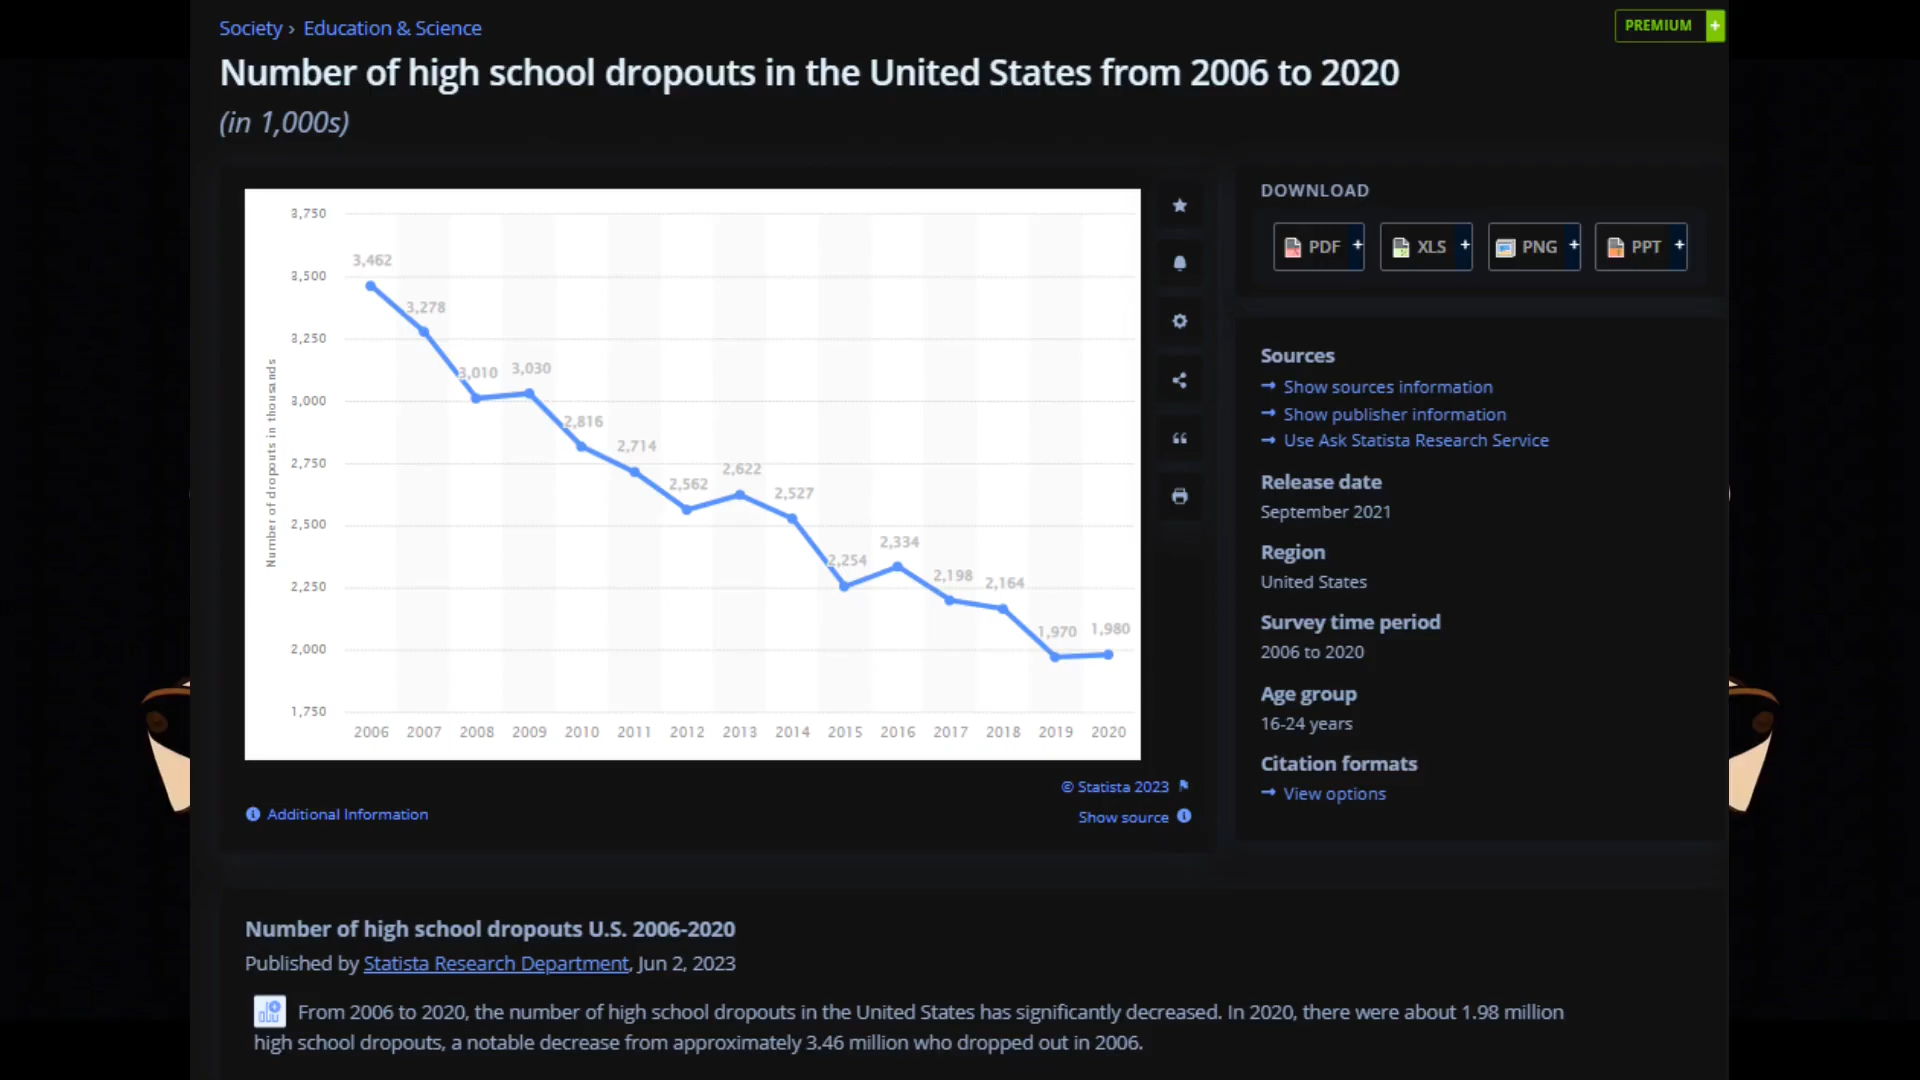 Society › Education & Science
PREMIUM +
Number of high school dropouts in the United States from 2006 to 2020
(in 1,000s)
DOWNLOAD
PDF + XLS + PNG + PPT +
3,750
3,500
3,250
3,000
2,750
2,500
2,250
2,000
1,750
Number of dropouts in thousands
3,462
3,278
3,010
3,030
2,816
2,714
2,562
2,622
2,527
2,254
2,334
2,198
2,164
1,970
1,980
2006 2007 2008 2009 2010 2011 2012 2013 2014 2015 2016 2017 2018 2019 2020
© Statista 2023
Additional Information
Show source
Sources
→ Show sources information
→ Show publisher information
→ Use Ask Statista Research Service
Release date
September 2021
Region
United States
Survey time period
2006 to 2020
Age group
16-24 years
Citation formats
→ View options
Number of high school dropouts U.S. 2006-2020
Published by Statista Research Department, Jun 2, 2023
From 2006 to 2020, the number of high school dropouts in the United States has significantly decreased. In 2020, there were about 1.98 million
high school dropouts, a notable decrease from approximately 3.46 million who dropped out in 2006.